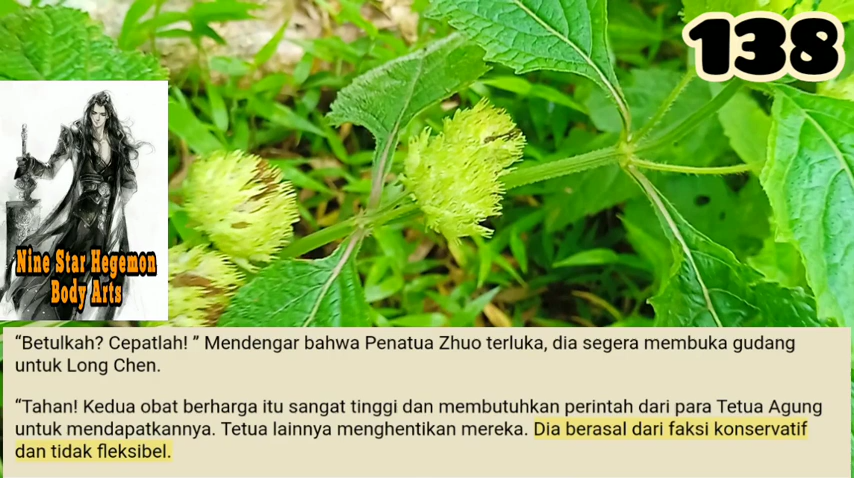 138
Nine Star Hegemon
Body Arts
“Betulkah? Cepatlah! ” Mendengar bahwa Penatua Zhuo terluka, dia segera membuka gudang
untuk Long Chen.
“Tahan! Kedua obat berharga itu sangat tinggi dan membutuhkan perintah dari para Tetua Agung
untuk mendapatkannya. Tetua lainnya menghentikan mereka. Dia berasal dari faksi konservatif
dan tidak fleksibel.